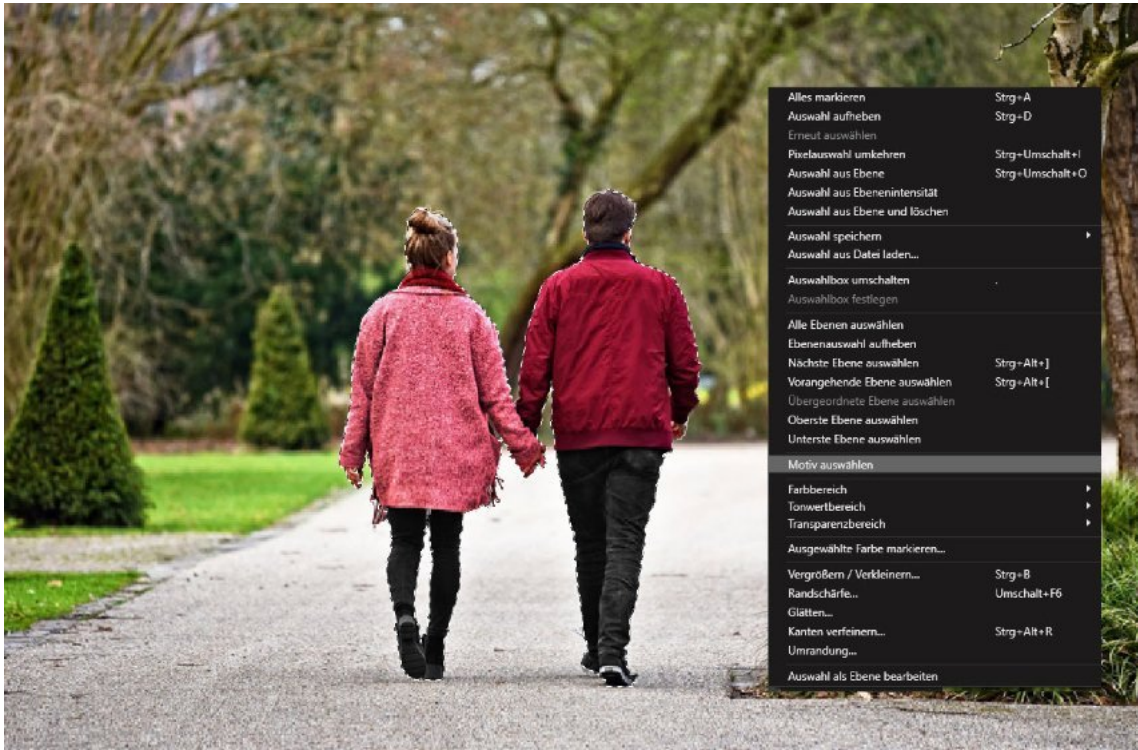 Alles markieren Strg+A
Auswahl aufheben Strg+D
Erneut auswählen
Pixelauswahl umkehren Strg+Umschalt+I
Auswahl aus Ebene Strg+Umschalt+O
Auswahl aus Ebenenintensität
Auswahl aus Ebene und löschen
Auswahl speichern
Auswahl aus Datei laden...
Auswahlbox umschalten .
Auswahlbox festlegen
Alle Ebenen auswählen
Ebenenauswahl aufheben
Nächste Ebene auswählen Strg+Alt+]
Vorangehende Ebene auswählen Strg+Alt+[
Übergeordnete Ebene auswählen
Oberste Ebene auswählen
Unterste Ebene auswählen
Motiv auswählen
Farbbereich
Tonwertbereich
Transparenzbereich
Ausgewählte Farbe markieren...
Vergrößern / Verkleinern... Strg+B
Randschärfe... Umschalt+F6
Glätten...
Kanten verfeinern... Strg+Alt+R
Umrandung...
Auswahl als Ebene bearbeiten